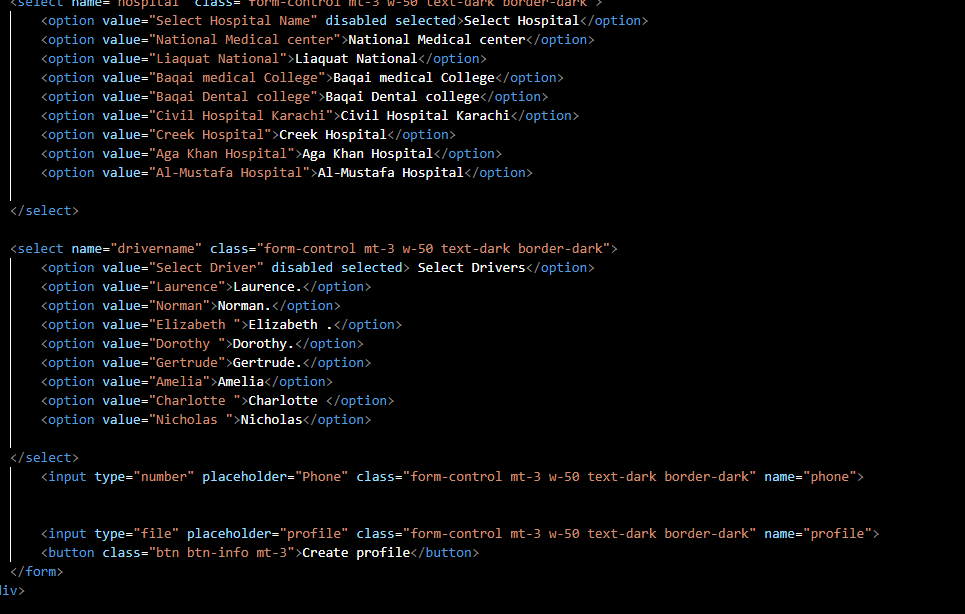 <select name="hospital" class="form-control mt-3 w-50 text-dark border-dark">
<option value="Select Hospital Name" disabled selected>Select Hospital</option>
<option value="National Medical center">National Medical center</option>
<option value="Liaquat National">Liaquat National</option>
<option value="Baqai medical College">Baqai medical College</option>
<option value="Baqai Dental college">Baqai Dental college</option>
<option value="Civil Hospital Karachi">Civil Hospital Karachi</option>
<option value="Creek Hospital">Creek Hospital</option>
<option value="Aga Khan Hospital">Aga Khan Hospital</option>
<option value="Al-Mustafa Hospital">Al-Mustafa Hospital</option>
</select>
<select name="drivername" class="form-control mt-3 w-50 text-dark border-dark">
<option value="Select Driver" disabled selected> Select Drivers</option>
<option value="Laurence">Laurence.</option>
<option value="Norman">Norman.</option>
<option value="Elizabeth ">Elizabeth .</option>
<option value="Dorothy ">Dorothy.</option>
<option value="Gertrude">Gertrude.</option>
<option value="Amelia">Amelia</option>
<option value="Charlotte ">Charlotte </option>
<option value="Nicholas ">Nicholas</option>
</select>
<input type="number" placeholder="Phone" class="form-control mt-3 w-50 text-dark border-dark" name="phone">
<input type="file" placeholder="profile" class="form-control mt-3 w-50 text-dark border-dark" name="profile">
<button class="btn btn-info mt-3">Create profile</button>
</form>
div>